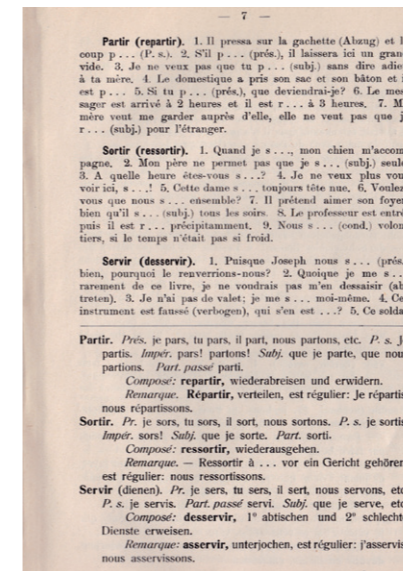 — 7 —
Partir (repartir). 1. Il pressa sur la gachette (Abzug) et l
coup p . . . (P. s.). 2. S'il p . . . (prés.), il laissera ici un gran
vide. 3. Je ne veux pas que tu p . . . (subj.) sans dire adie
à ta mère. 4. Le domestique a pris son sac et son bâton et i
est p . . . 5. Si tu p . . . (prés.), que deviendrai-je? 6. Le mes
sager est arrivé à 2 heures et il est r . . . à 3 heures. 7. M
mère veut me garder auprès d'elle, elle ne veut pas que j
r . . . (subj.) pour l'étranger.
Sortir (ressortir). 1. Quand je s . . ., mon chien m'accom
pagne. 2. Mon père ne permet pas que je s . . . (subj.) seul
3. A quelle heure êtes-vous s . . .? 4. Je ne veux plus vou
voir ici, s . . .! 5. Cette dame s . . . toujours tête nue. 6. Voulez
vous que nous s . . . ensemble? 7. Il prétend aimer son foyer
bien qu'il s . . . (subj.) tous les soirs. 8. Le professeur est entré
puis il est r . . . précipitamment. 9. Nous s . . . (cond.) volon
tiers, si le temps n'était pas si froid.
Servir (desservir). 1. Puisque Joseph nous s . . . (prés.
bien, pourquoi le renverrions-nous? 2. Quoique je me s . .
rarement de ce livre, je ne voudrais pas m'en dessaisir (ab
treten). 3. Je n'ai pas de valet; je me s . . . moi-même. 4. Ce
instrument est faussé (verbogen), qui s'en est . . .? 5. Ce solda
Partir. Prés. je pars, tu pars, il part, nous partons, etc. P. s. j
partis. Impér. pars! partons! Subj. que je parte, que nou
partions. Part. passé parti.
Composé: repartir, wiederabreisen und erwidern.
Remarque. Répartir, verteilen, est régulier: Je répartis
nous répartissons.
Sortir. Pr. je sors, tu sors, il sort, nous sortons. P. s. je sortis
Impér. sors! Subj. que je sorte. Part. sorti.
Composé: ressortir, wiederausgehen.
Remarque. — Ressortir à . . . vor ein Gericht gehören
est régulier: nous ressortissons.
Servir (dienen). Pr. je sers, tu sers, il sert, nous servons, etc
P. s. je servis. Part. passé servi. Subj. que je serve, etc
Composé: desservir, 1° abtischen und 2° schlecht
Dienste erweisen.
Remarque: asservir, unterjochen, est régulier: j'asservis
nous asservissons.